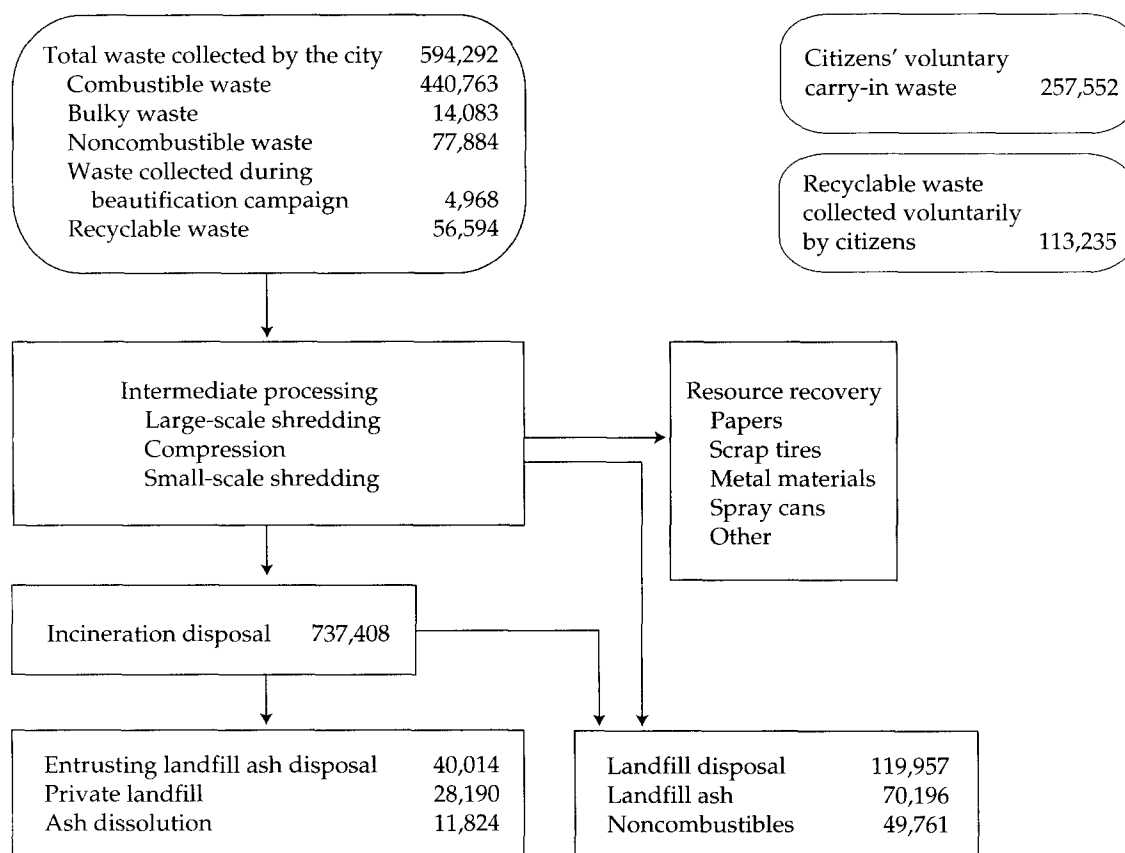 Total waste collected by the city 594,292
Combustible waste 440,763
Bulky waste 14,083
Noncombustible waste 77,884
Waste collected during
beautification campaign 4,968
Recyclable waste 56,594
Citizens' voluntary
carry-in waste 257,552
Recyclable waste
collected voluntarily
by citizens 113,235
Intermediate processing
Large-scale shredding
Compression
Small-scale shredding
Resource recovery
Papers
Scrap tires
Metal materials
Spray cans
Other
Incineration disposal 737,408
Entrusting landfill ash disposal 40,014
Private landfill 28,190
Ash dissolution 11,824
Landfill disposal 119,957
Landfill ash 70,196
Noncombustibles 49,761